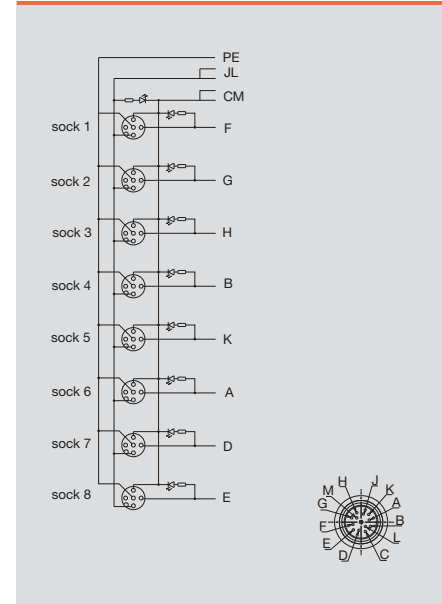 PE
JL
CM
sock 1 F
sock 2 G
sock 3 H
sock 4 B
sock 5 K
sock 6 A
sock 7 D
sock 8 E
H J
M K
G A
F B
E L
D C